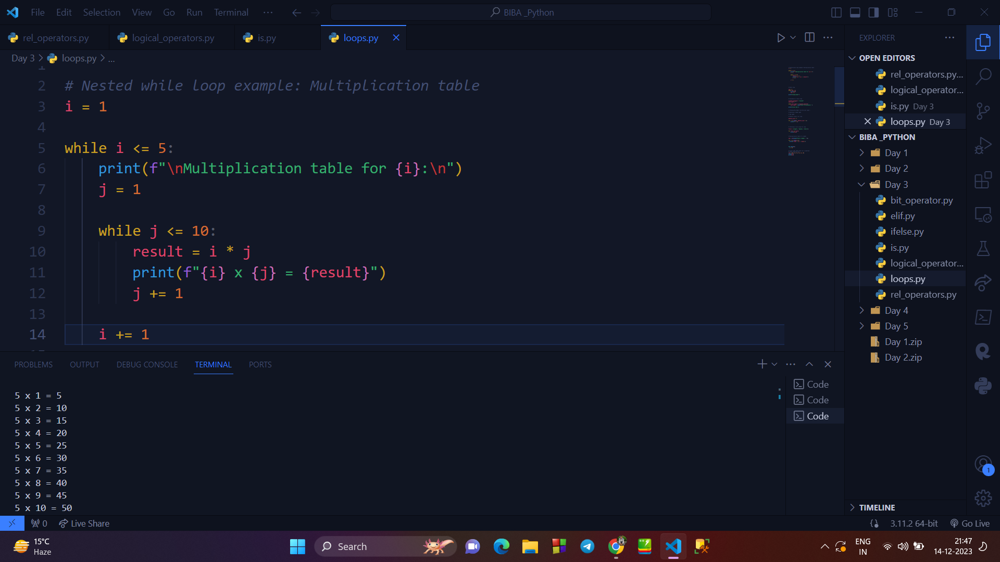 File Edit Selection View Go Run Terminal ... BIBA _Python
rel_operators.py logical_operators.py is.py loops.py
Day 3 > loops.py > ...
1
2 # Nested while loop example: Multiplication table
3 i = 1
4
5 while i <= 5:
6 print(f"\nMultiplication table for {i}:\n")
7 j = 1
8
9 while j <= 10:
10 result = i * j
11 print(f"{i} x {j} = {result}")
12 j += 1
13
14 i += 1
PROBLEMS OUTPUT DEBUG CONSOLE TERMINAL PORTS
5 x 1 = 5
5 x 2 = 10
5 x 3 = 15
5 x 4 = 20
5 x 5 = 25
5 x 6 = 30
5 x 7 = 35
5 x 8 = 40
5 x 9 = 45
5 x 10 = 50
Code
Code
Code
EXPLORER
OPEN EDITORS
rel_operators.py...
logical_operator...
is.py Day 3
loops.py Day 3
BIBA _PYTHON
Day 1
Day 2
Day 3
bit_operator.py
elif.py
ifelse.py
is.py
logical_operator...
loops.py
rel_operators.py
Day 4
Day 5
Day 1.zip
Day 2.zip
TIMELINE
1
0 Live Share 3.11.2 64-bit Go Live
15°C
Haze
Search
ENG
IN
21:47
14-12-2023